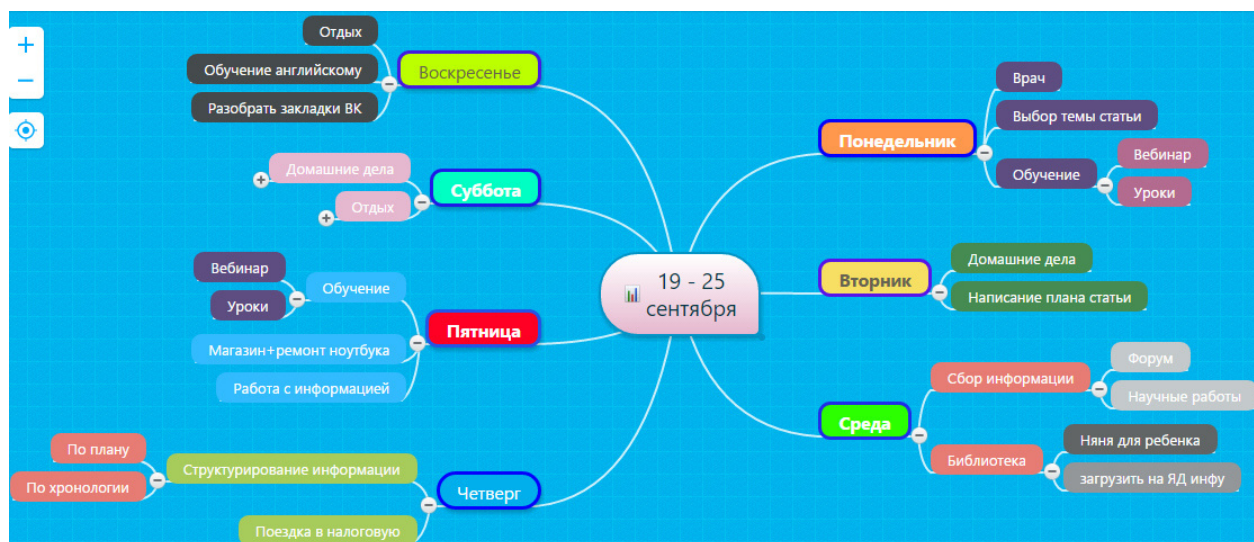 19 - 25
сентября
Понедельник
Врач
Выбор темы статьи
Обучение
Вебинар
Уроки
Вторник
Домашние дела
Написание плана статьи
Среда
Сбор информации
Форум
Научные работы
Библиотека
Няня для ребенка
загрузить на ЯД инфу
Четверг
Структурирование информации
По плану
По хронологии
Поездка в налоговую
Пятница
Обучение
Вебинар
Уроки
Магазин+ремонт ноутбука
Работа с информацией
Суббота
Домашние дела
Отдых
Воскресенье
Отдых
Обучение английскому
Разобрать закладки ВК